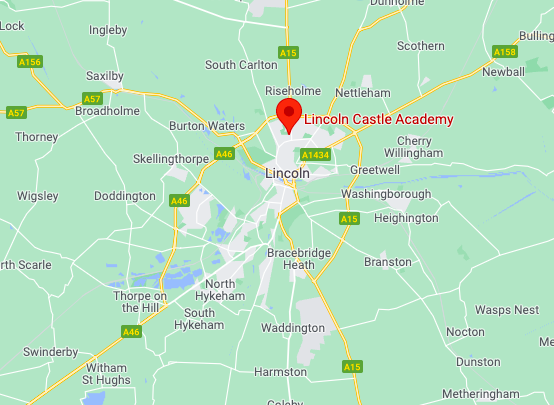 Dunholme
Lock
Ingleby
Bulling
Scothern
A15
A158
A156
South Carlton
Saxilby
Newball
Riseholme
Nettleham
A57
A57
Broadholme
Lincoln Castle Academy
Burton Waters
Thorney
Cherry
Willingham
A46
A1434
Skellingthorpe
Greetwell
Lincoln
Wigsley
Doddington
Washingborough
A46
A15
Heighington
Bracebridge
Heath
Branston
rth Scarle
North
Hykeham
Thorpe on
the Hill
Wasps Nest
South
Hykeham
Waddington
A46
Nocton
Swinderby
Dunston
Witham
St Hughs
A15
Harmston
Metheringham
Coleby